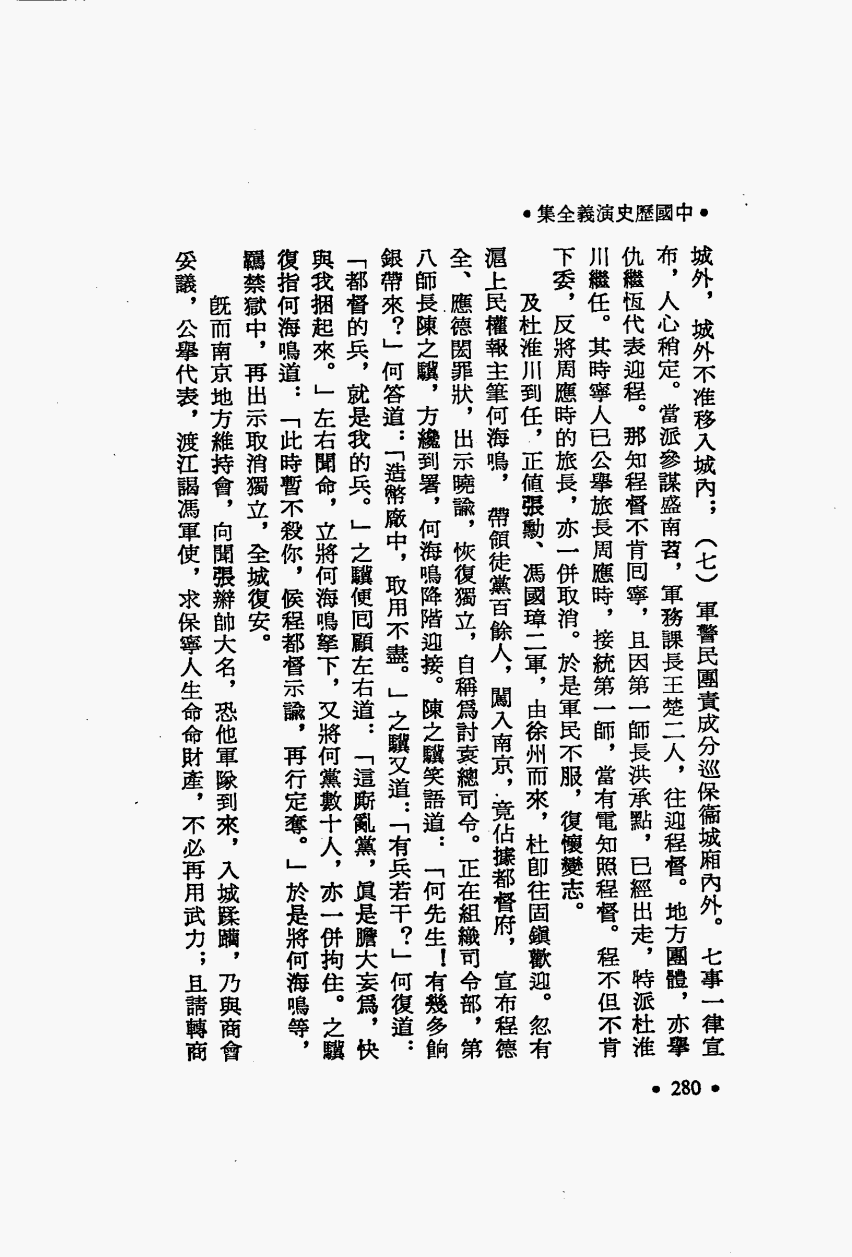 •中國歷史演義全集•
城外，城外不准移入城內；（七）軍警民團責成分巡保衞城廂內外。七事一律宣
布，人心稍定。當派參謀盛南苕，軍務課長王楚二人，往迎程督。地方團體，亦舉
仇繼恆代表迎程。那知程督不肯囘寧，且因第一師長洪承點，已經出走，特派杜淮
川繼任。其時寧人已公舉旅長周應時，接統第一師，當有電知照程督。程不但不肯
下委，反將周應時的旅長，亦一併取消。於是軍民不服，復懷變志。
及杜淮川到任，正值張勳、馮國璋二軍，由徐州而來，杜卽往固鎭歡迎。忽有
滬上民權報主筆何海鳴，帶領徒黨百餘人，闖入南京，竟佔據都督府，宣布程德
全、應德閎罪狀，出示曉諭，恢復獨立，自稱爲討袁總司令。正在組織司令部，第
八師長陳之驥，方纔到署，何海鳴降階迎接。陳之驥笑語道：「何先生！有幾多餉
銀帶來？」何答道：「造幣廠中，取用不盡。」之驥又道：「有兵若干？」何復道：
「都督的兵，就是我的兵。」之驥便囘顧左右道：「這廝亂黨，眞是膽大妄爲，快
與我捆起來。」左右聞命，立將何海鳴拏下，又將何黨數十人，亦一併拘住。之驥
復指何海鳴道：「此時暫不殺你，候程都督示諭，再行定奪。」於是將何海鳴等，
羈禁獄中，再出示取消獨立，全城復安。
旣而南京地方維持會，向聞張辮帥大名，恐他軍隊到來，入城蹂躪，乃與商會
妥議，公舉代表，渡江謁馮軍使，求保寧人生命命財產，不必再用武力；且請轉商
•280•